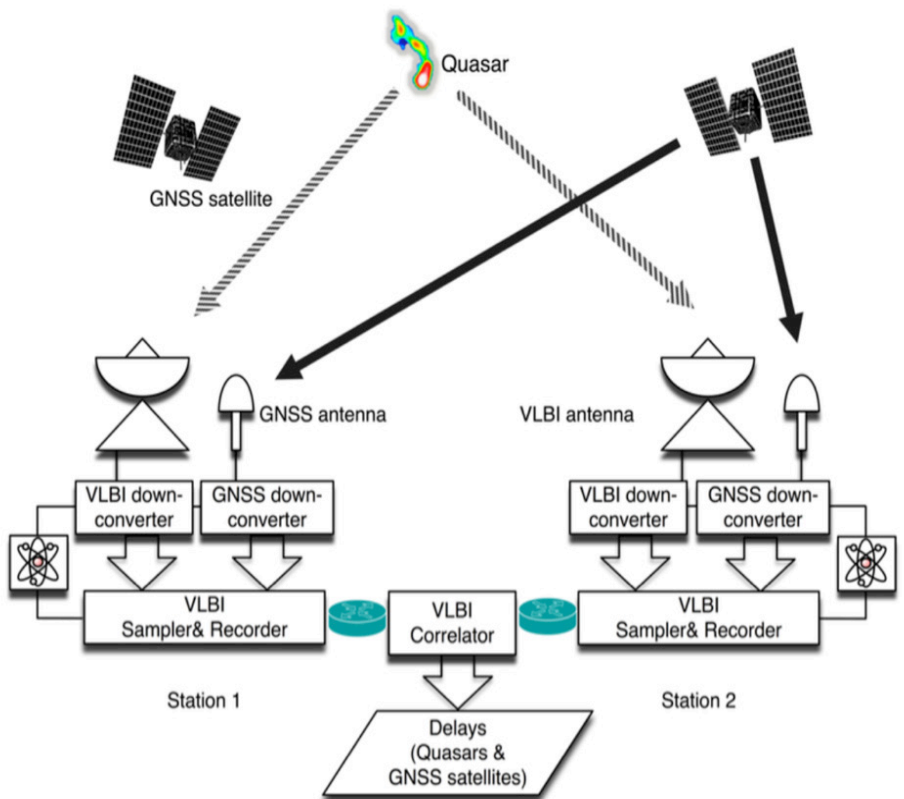 Quasar
GNSS satellite
GNSS antenna
VLBI antenna
VLBI down-
converter
GNSS down-
converter
VLBI down-
converter
GNSS down-
converter
VLBI
Sampler& Recorder
VLBI
Correlator
VLBI
Sampler& Recorder
Station 1
Station 2
Delays
(Quasars &
GNSS satellites)